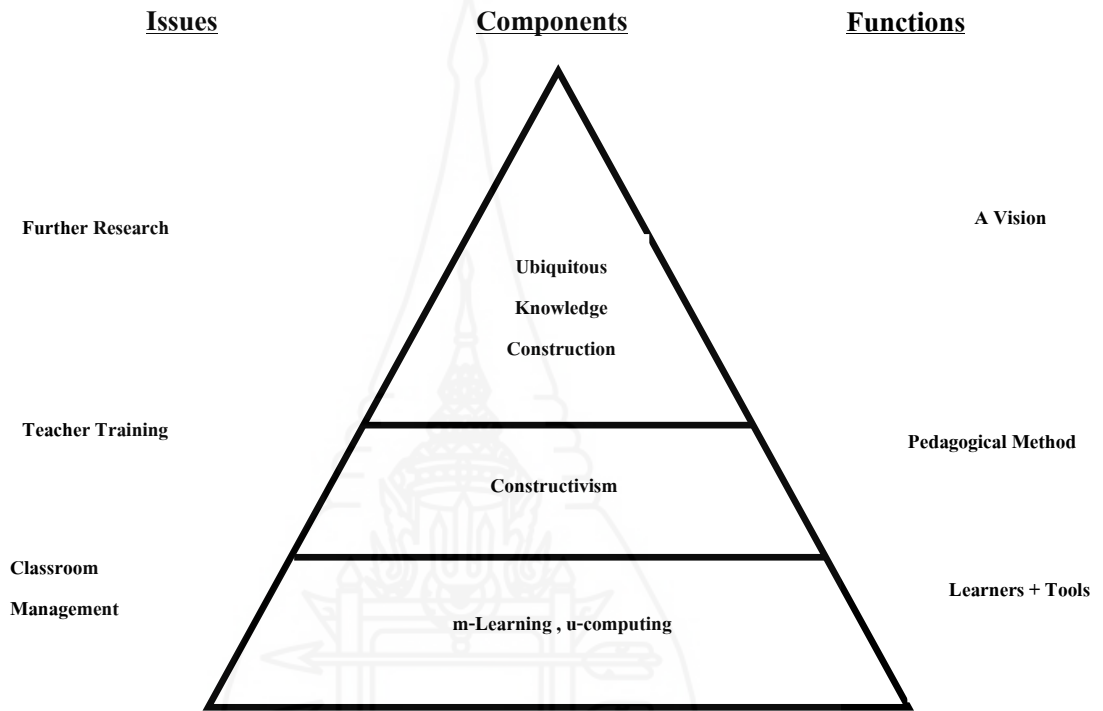 Issues Components Functions
Further Research
A Vision
Ubiquitous
Knowledge
Construction
Teacher Training
Pedagogical Method
Constructivism
Classroom
Management
Learners + Tools
m-Learning , u-computing